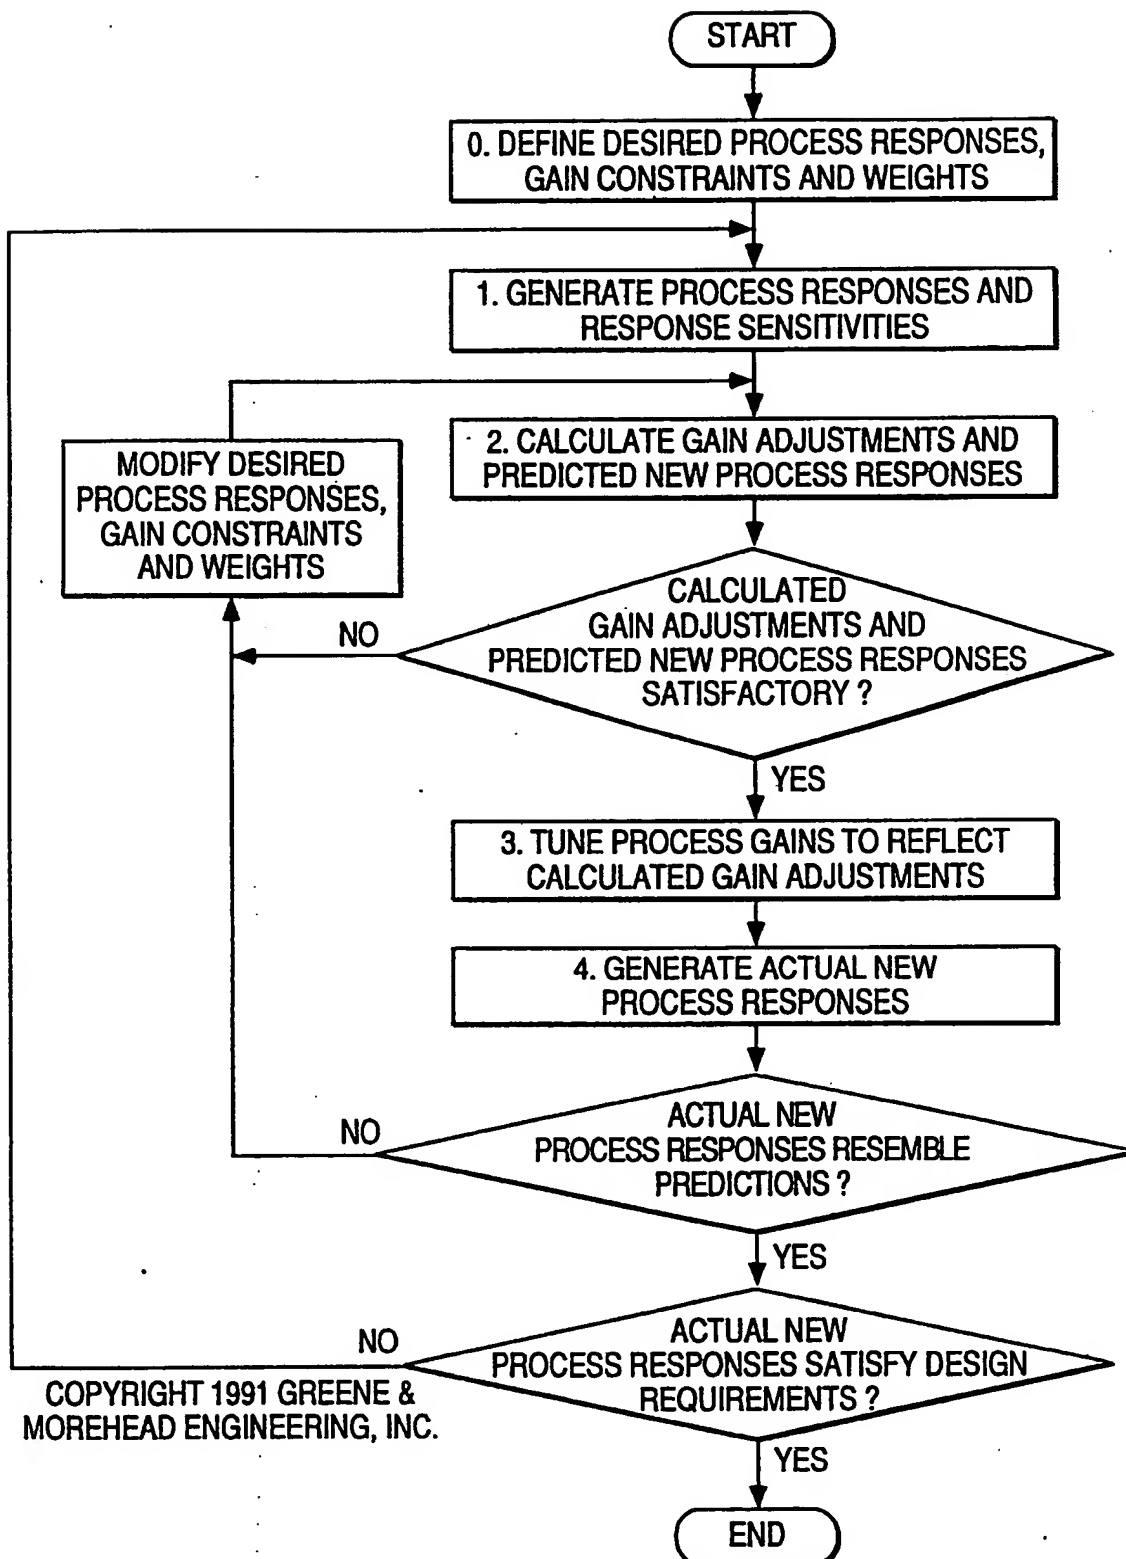 START
0. DEFINE DESIRED PROCESS RESPONSES,
GAIN CONSTRAINTS AND WEIGHTS
1. GENERATE PROCESS RESPONSES AND
RESPONSE SENSITIVITIES
2. CALCULATE GAIN ADJUSTMENTS AND
PREDICTED NEW PROCESS RESPONSES
MODIFY DESIRED
PROCESS RESPONSES,
GAIN CONSTRAINTS
AND WEIGHTS
CALCULATED
GAIN ADJUSTMENTS AND
PREDICTED NEW PROCESS RESPONSES
SATISFACTORY ?
NO
YES
3. TUNE PROCESS GAINS TO REFLECT
CALCULATED GAIN ADJUSTMENTS
4. GENERATE ACTUAL NEW
PROCESS RESPONSES
ACTUAL NEW
PROCESS RESPONSES RESEMBLE
PREDICTIONS ?
NO
YES
ACTUAL NEW
PROCESS RESPONSES SATISFY DESIGN
REQUIREMENTS ?
NO
COPYRIGHT 1991 GREENE &
MOREHEAD ENGINEERING, INC.
YES
END